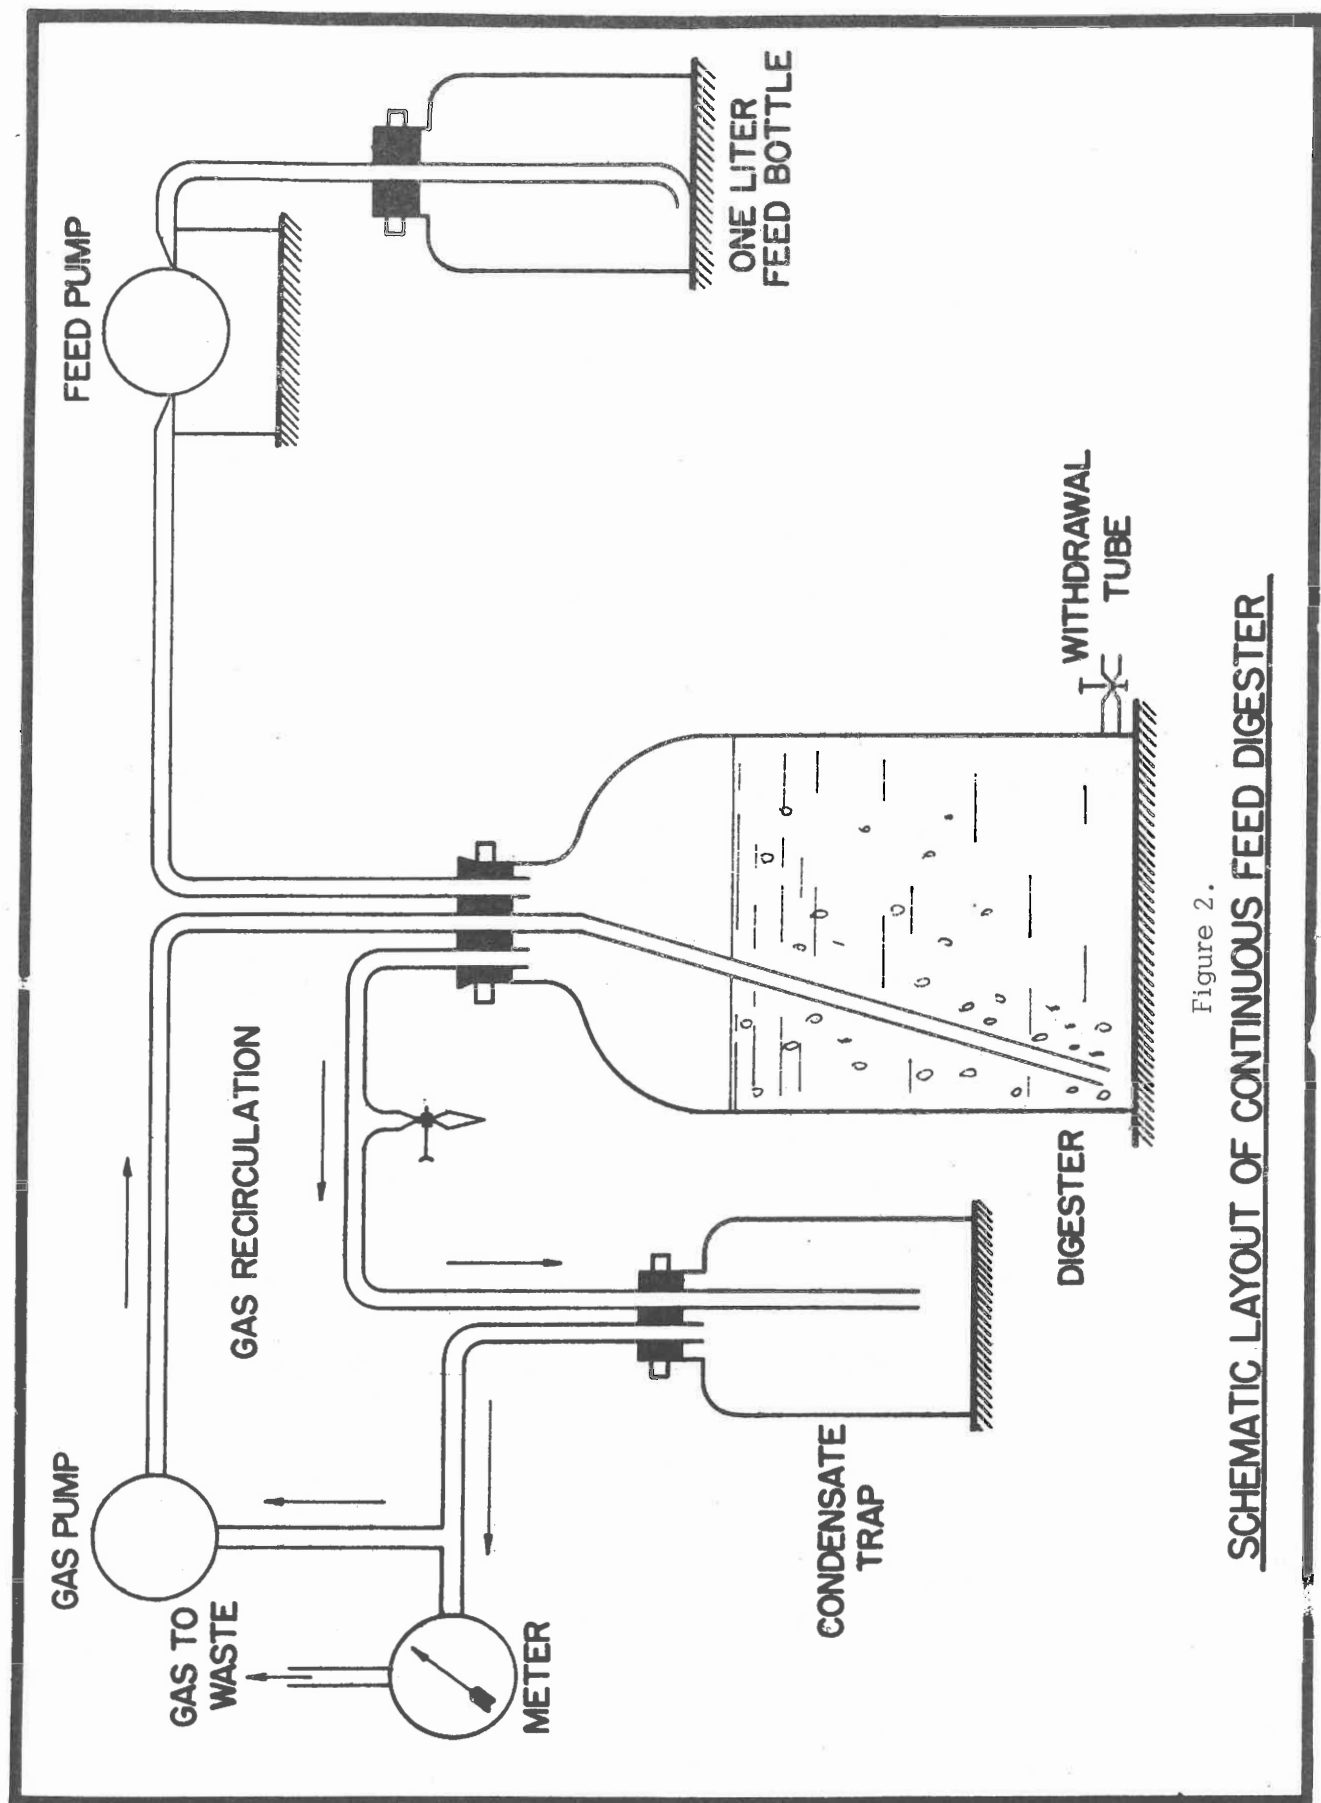 GAS PUMP
FEED PUMP
GAS TO
WASTE
GAS RECIRCULATION
METER
ONE LITER
FEED BOTTLE
CONDENSATE
TRAP
DIGESTER
WITHDRAWAL
TUBE
Figure 2.
SCHEMATIC LAYOUT OF CONTINUOUS FEED DIGESTER